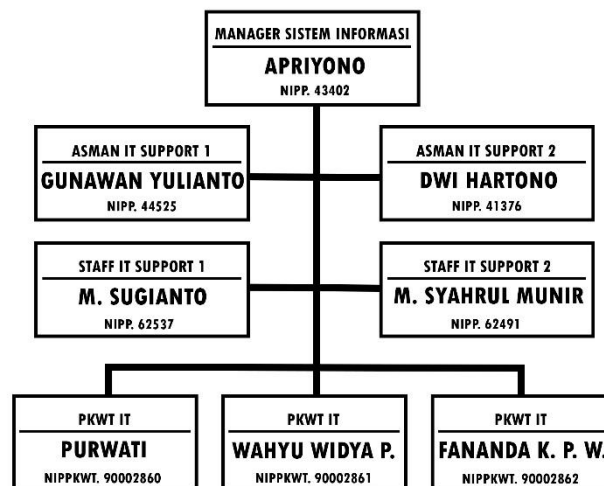 MANAGER SISTEM INFORMASI
APRIYONO
NIPP. 43402
ASMAN IT SUPPORT 1
GUNAWAN YULIANTO
NIPP. 44525
ASMAN IT SUPPORT 2
DWI HARTONO
NIPP. 41376
STAFF IT SUPPORT 1
M. SUGIANTO
NIPP. 62537
STAFF IT SUPPORT 2
M. SYAHRUL MUNIR
NIPP. 62491
PKWT IT
PURWATI
NIPPKWT. 90002860
PKWT IT
WAHYU WIDYA P.
NIPPKWT. 90002861
PKWT IT
FANANDA K. P. W.
NIPPKWT. 90002862